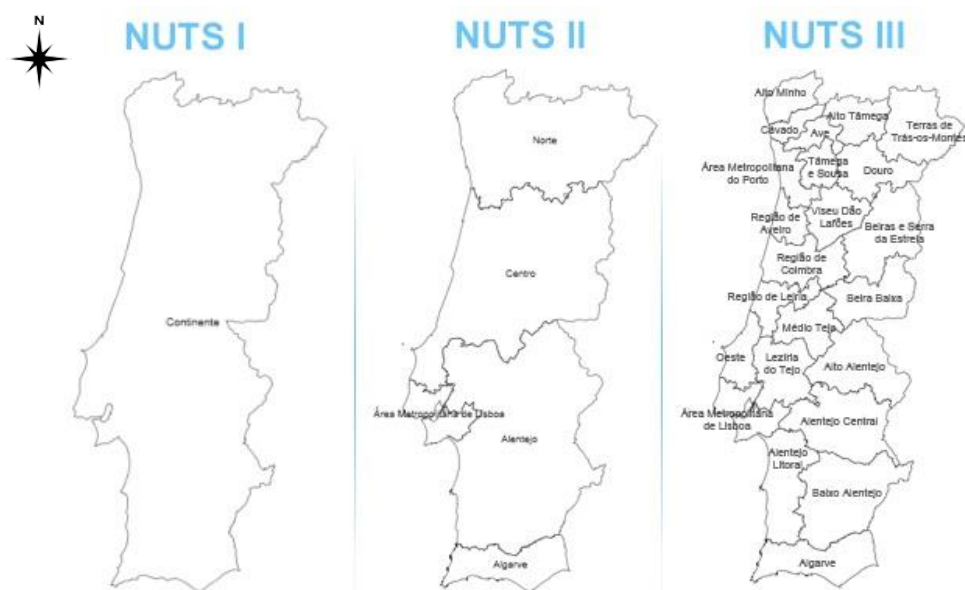 N
NUTS I
NUTS II
NUTS III
Continente
Norte
Centro
Área Metropolitana de Lisboa
Alentejo
Algarve
Alto Minho
Alto Tâmega
Terras de
Trás-os-Montes
Cávado
Ave
Área Metropolitana
do Porto
Tâmega
e Sousa
Douro
Região de
Aveiro
Viseu Dão
Lafões
Beiras e Serra
da Estrela
Região de
Coimbra
Região de Leiria
Beira Baixa
Médio Tejo
Oeste
Lezíria
do Tejo
Alto Alentejo
Área Metropolitana
de Lisboa
Alentejo Central
Alentejo
Litoral
Baixo Alentejo
Algarve